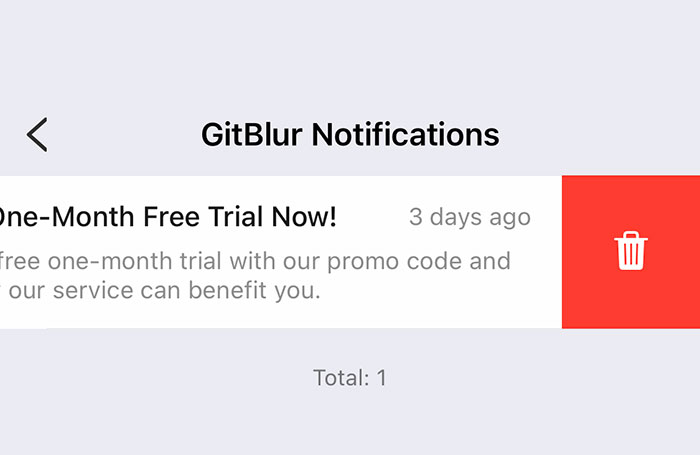 GitBlur Notifications
One-Month Free Trial Now!
3 days ago
free one-month trial with our promo code and
our service can benefit you.
Total: 1